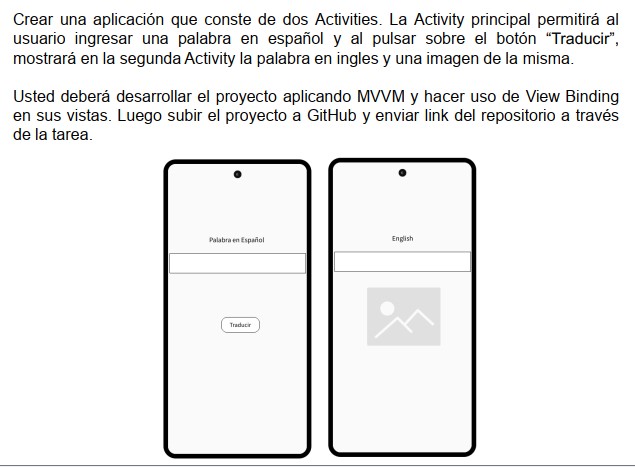 Crear una aplicación que conste de dos Activities. La Activity principal permitirá al
usuario ingresar una palabra en español y al pulsar sobre el botón “Traducir”,
mostrará en la segunda Activity la palabra en ingles y una imagen de la misma.
Usted deberá desarrollar el proyecto aplicando MVVM y hacer uso de View Binding
en sus vistas. Luego subir el proyecto a GitHub y enviar link del repositorio a través
de la tarea.
Palabra en Español
Traducir
English